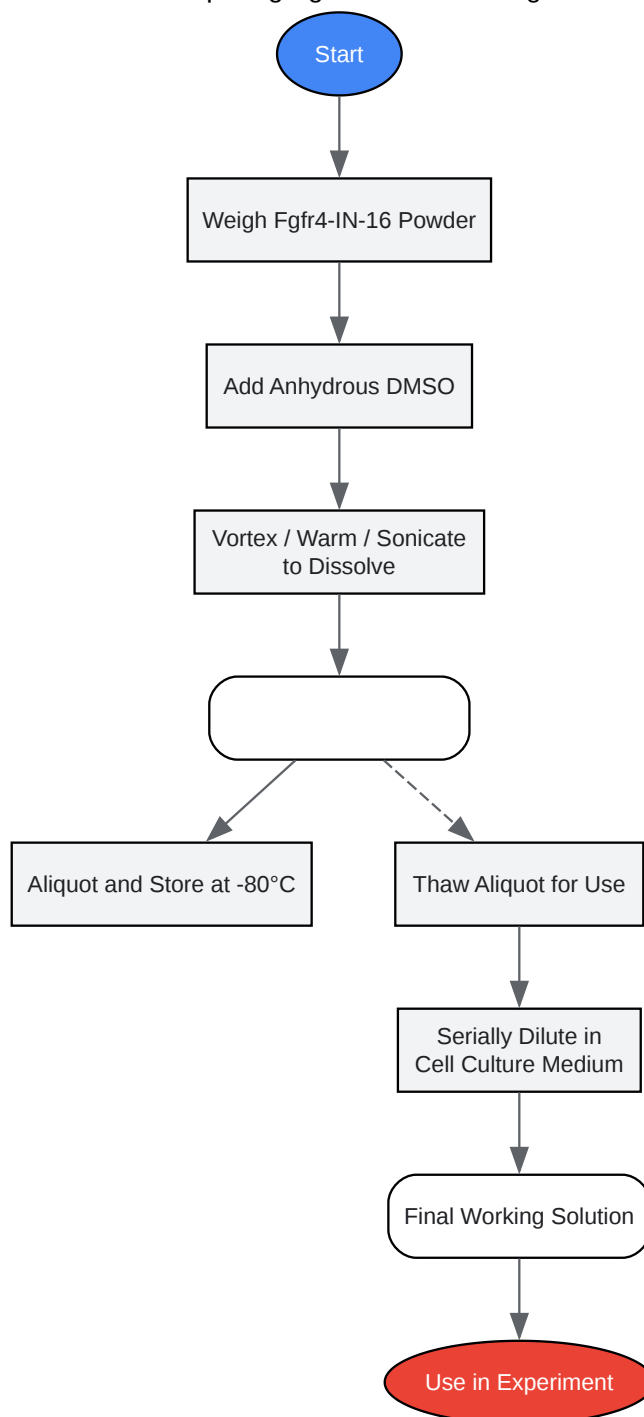 Start
Weigh Fgfr4-IN-16 Powder
Add Anhydrous DMSO
Vortex / Warm / Sonicate
to Dissolve
Aliquot and Store at -80°C
Thaw Aliquot for Use
Serially Dilute in
Cell Culture Medium
Final Working Solution
Use in Experiment